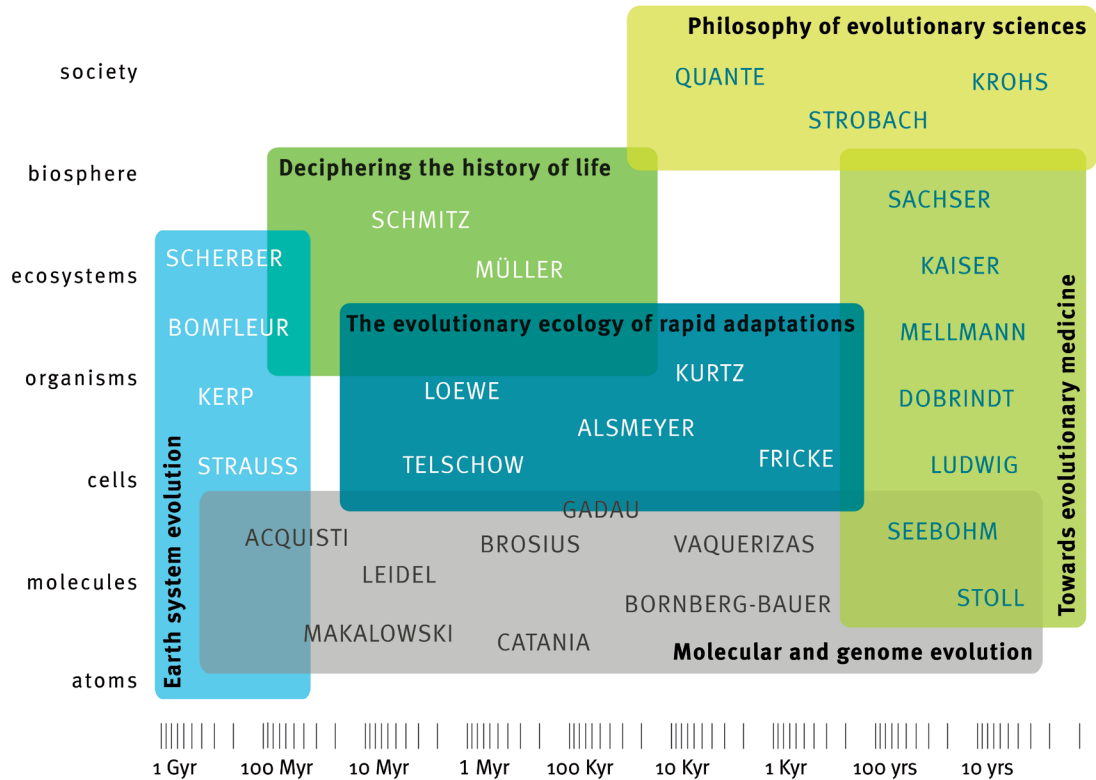 Philosophy of evolutionary sciences
society
QUANTE
KROHS
STROBACH
biosphere
Deciphering the history of life
SACHSER
SCHMITZ
SCHERBER
ecosystems
MÜLLER
KAISER
BOMFLEUR
The evolutionary ecology of rapid adaptations
MELLMANN
organisms
KERP
LOEWE
KURTZ
DOBRINDT
ALSMEYER
STRAUSS
TELSCHOW
FRICKE
LUDWIG
cells
Earth system evolution
Towards evolutionary medicine
GADAU
ACQUISTI
BROSIUS
VAQUERIZAS
SEEBOHM
molecules
LEIDEL
BORNBERG-BAUER
STOLL
MAKALOWSKI
CATANIA
Molecular and genome evolution
atoms
1 Gyr 100 Myr 10 Myr 1 Myr 100 Kyr 10 Kyr 1 Kyr 100 yrs 10 yrs